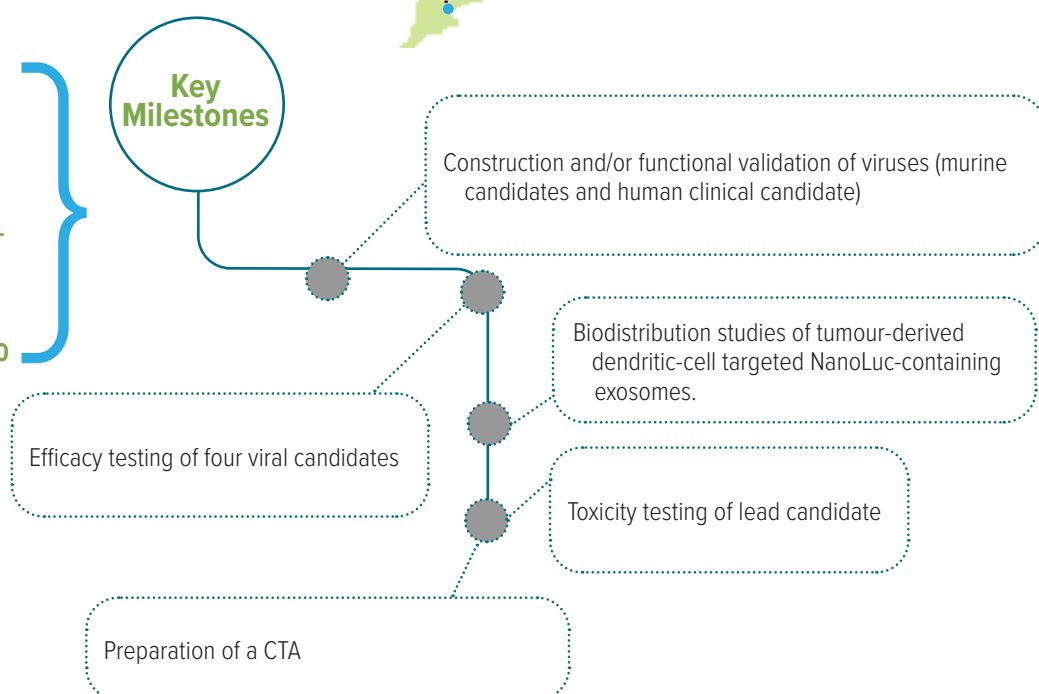 Key
Milestones
Construction and/or functional validation of viruses (murine
candidates and human clinical candidate)
Biodistribution studies of tumour-derived
dendritic-cell targeted NanoLuc-containing
exosomes.
Efficacy testing of four viral candidates
Toxicity testing of lead candidate
Preparation of a CTA